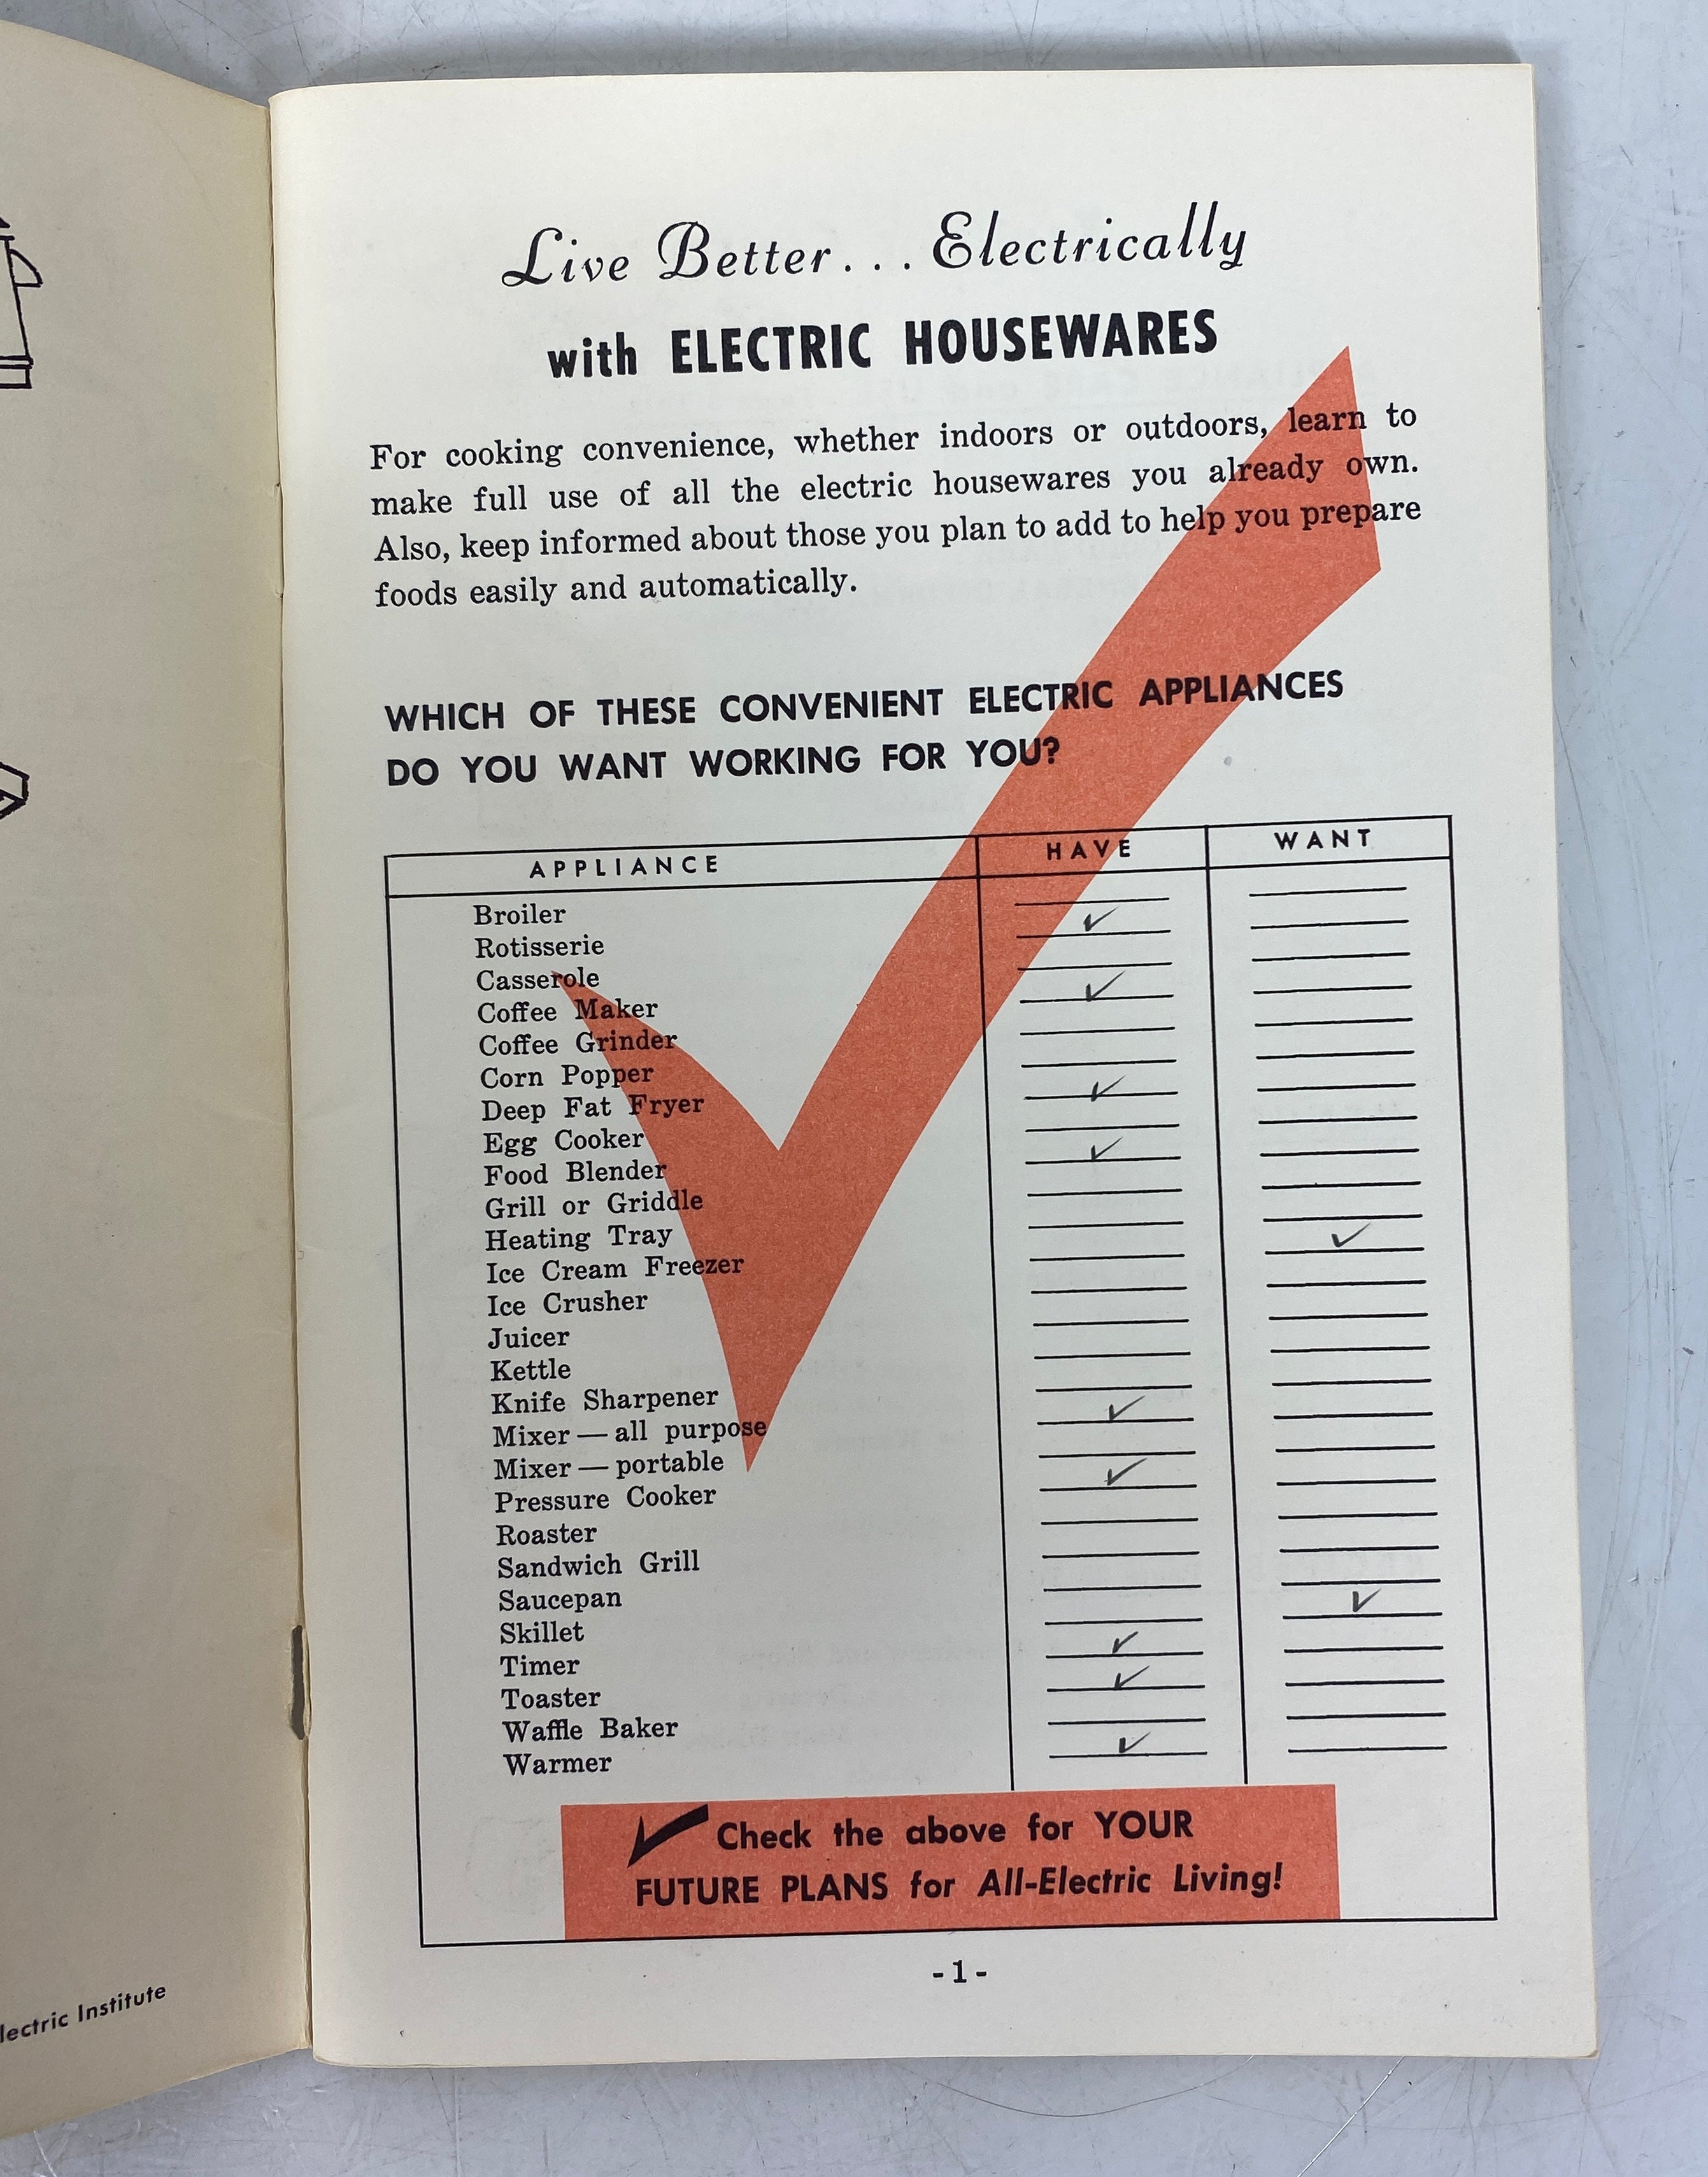 lectric Institute
Live Better... Electrically
with ELECTRIC HOUSEWARES
For cooking convenience, whether indoors or outdoors, learn to
make full use of all the electric housewares you already own.
Also, keep informed about those you plan to add to help you prepare
foods easily and automatically.
WHICH OF THESE CONVENIENT ELECTRIC APPLIANCES
DO YOU WANT WORKING FOR YOU?
APPLIANCE HAVE WANT
Broiler
Rotisserie ✓
Casserole
Coffee Maker ✓
Coffee Grinder
Corn Popper
Deep Fat Fryer ✓
Egg Cooker
Food Blender ✓
Grill or Griddle
Heating Tray
Ice Cream Freezer ✓
Ice Crusher
Juicer
Kettle
Knife Sharpener
Mixer — all purpose ✓
Mixer — portable
Pressure Cooker ✓
Roaster
Sandwich Grill
Saucepan
Skillet ✓
Timer ✓
Toaster ✓
Waffle Baker
Warmer ✓
✓ Check the above for YOUR
FUTURE PLANS for All-Electric Living!
-1-